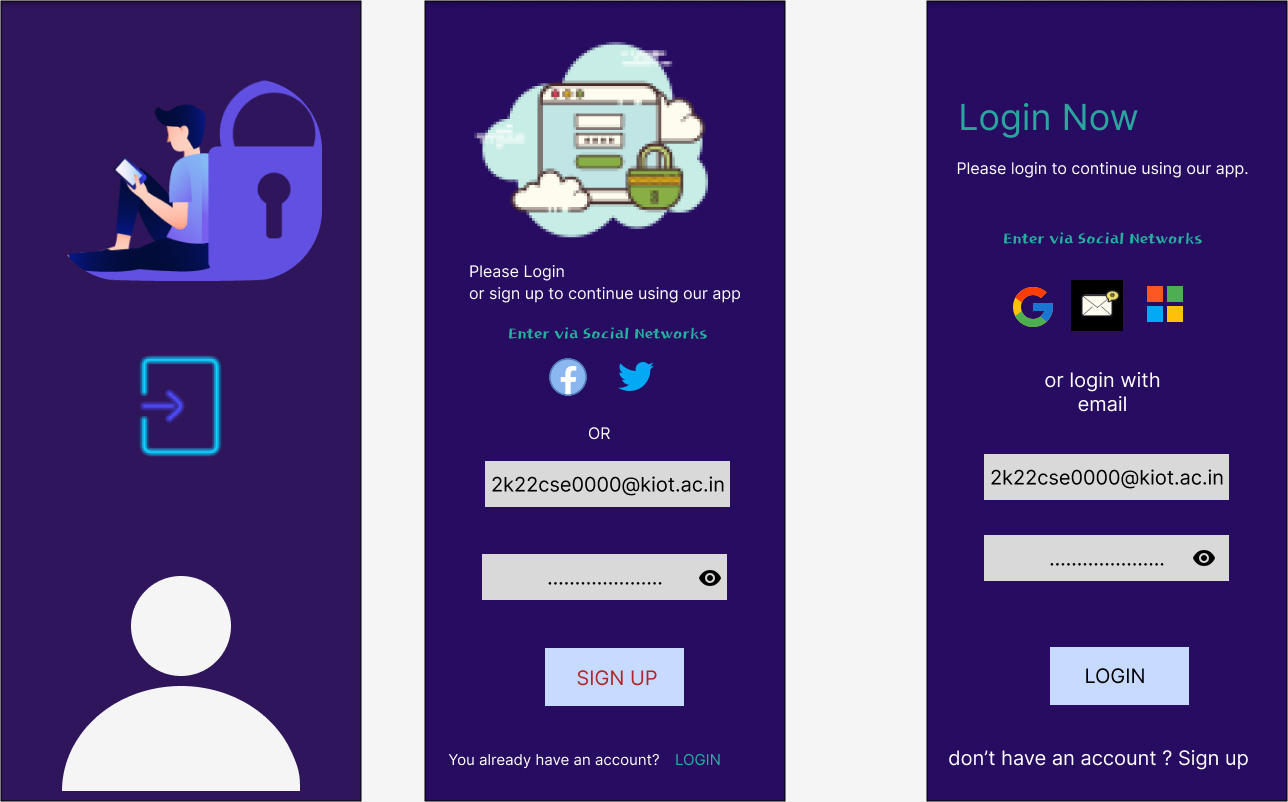 Please Login
or sign up to continue using our app
Enter via Social Networks
OR
2k22cse0000@kiot.ac.in
.....................
SIGN UP
You already have an account? LOGIN
Login Now
Please login to continue using our app.
Enter via Social Networks
or login with
email
2k22cse0000@kiot.ac.in
.....................
LOGIN
don’t have an account ? Sign up